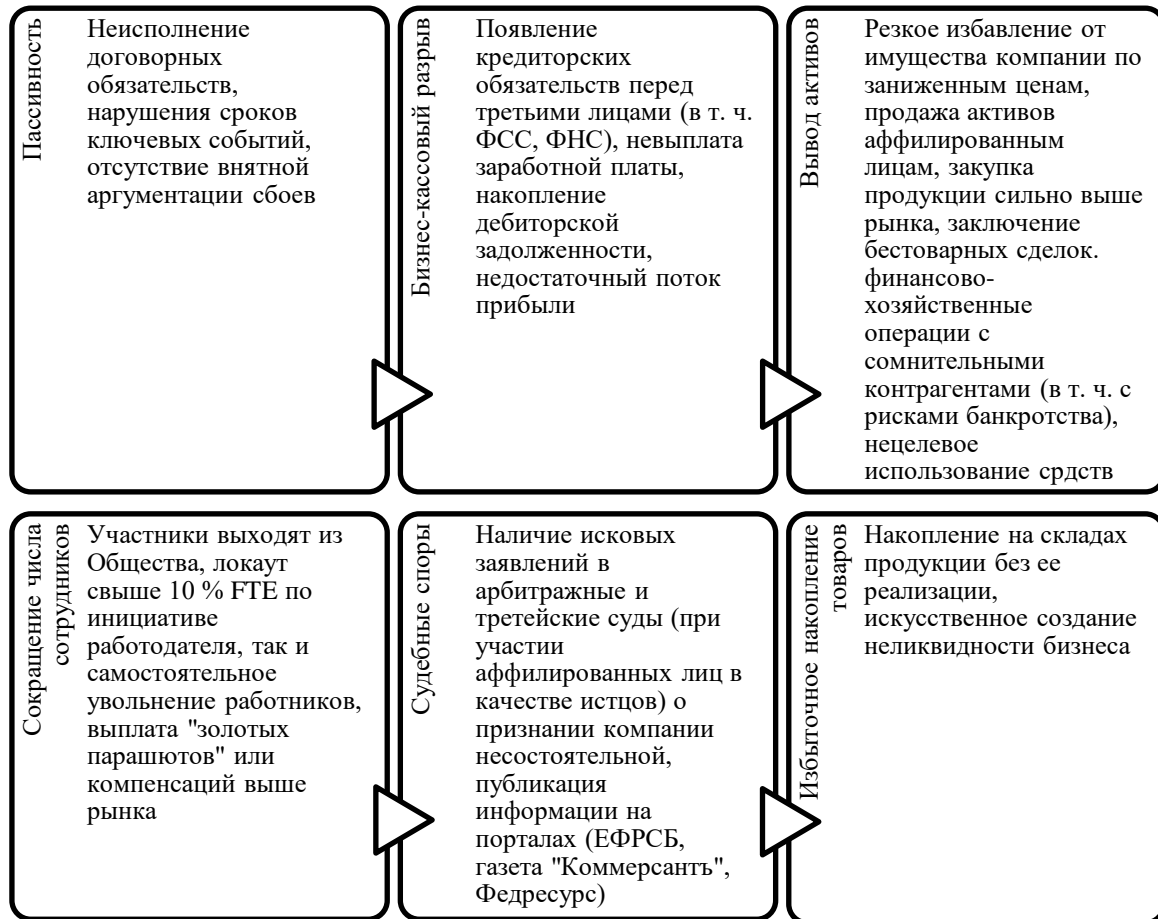 Пассивность
Неисполнение
договорных
обязательств,
нарушения сроков
ключевых событий,
отсутствие внятной
аргументации сбоев
Бизнес-кассовый разрыв
Появление
кредиторских
обязательств перед
третьими лицами (в т. ч.
ФСС, ФНС), невыплата
заработной платы,
накопление
дебиторской
задолженности,
недостаточный поток
прибыли
Вывод активов
Резкое избавление от
имущества компании по
заниженным ценам,
продажа активов
аффилированным
лицам, закупка
продукции сильно выше
рынка, заключение
бестоварных сделок.
финансово-
хозяйственные
операции с
сомнительными
контрагентами (в т. ч. с
рисками банкротства),
нецелевое
использование срдств
Сокращение числа
сотрудников
Участники выходят из
Общества, локаут
свыше 10 % FTE по
инициативе
работодателя, так и
самостоятельное
увольнение работников,
выплата "золотых
парашютов" или
компенсаций выше
рынка
Судебные споры
Наличие исковых
заявлений в
арбитражные и
третейские суды (при
участии
аффилированных лиц в
качестве истцов) о
признании компании
несостоятельной,
публикация
информации на
порталах (ЕФРСБ,
газета "Коммерсантъ",
Федресурс)
Избыточное накопление
товаров
Накопление на складах
продукции без ее
реализации,
искусственное создание
неликвидности бизнеса